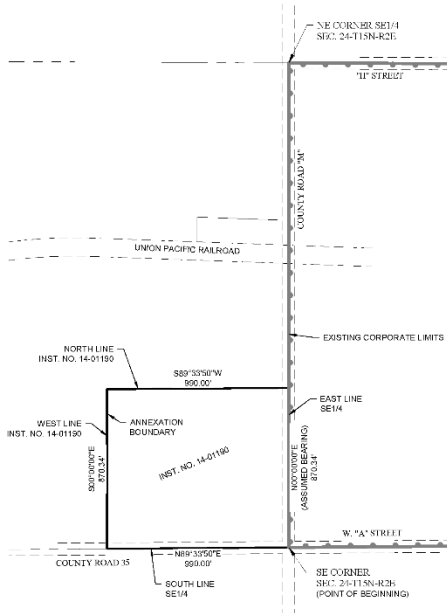 NE CORNER SE1/4
SEC. 24-T15N-R2E
"H" STREET
COUNTY ROAD "M"
UNION PACIFIC RAILROAD
EXISTING CORPORATE LIMITS
NORTH LINE
INST. NO. 14-01190
S89°33'50"W
990.00'
EAST LINE
SE1/4
WEST LINE
INST. NO. 14-01190
ANNEXATION
BOUNDARY
S00°00'00"E
870.34'
INST. NO. 14-01190
N00°00'00"E
(ASSUMED BEARING)
870.34'
W. "A" STREET
COUNTY ROAD 35
N89°33'50"E
990.00'
SOUTH LINE
SE1/4
SE CORNER
SEC. 24-T15N-R2E
(POINT OF BEGINNING)